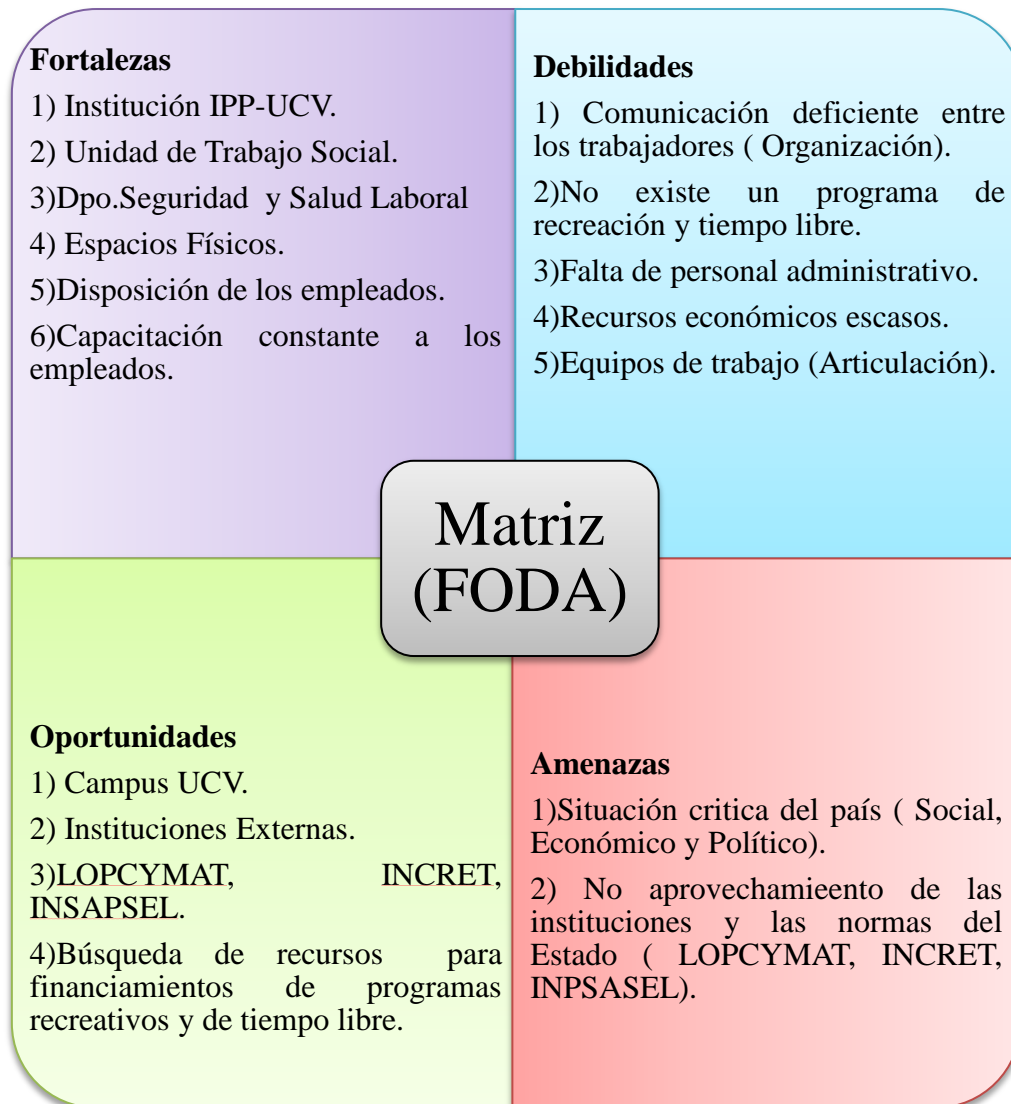 Fortalezas
1) Institución IPP-UCV.
2) Unidad de Trabajo Social.
3)Dpo.Seguridad y Salud Laboral
4) Espacios Físicos.
5)Disposición de los empleados.
6)Capacitación constante a los
empleados.
Debilidades
1) Comunicación deficiente entre
los trabajadores ( Organización).
2)No existe un programa de
recreación y tiempo libre.
3)Falta de personal administrativo.
4)Recursos económicos escasos.
5)Equipos de trabajo (Articulación).
Matriz
(FODA)
Oportunidades
1) Campus UCV.
2) Instituciones Externas.
3)LOPCYMAT, INCRET,
INSAPSEL.
4)Búsqueda de recursos para
financiamientos de programas
recreativos y de tiempo libre.
Amenazas
1)Situación critica del país ( Social,
Económico y Político).
2) No aprovechamieento de las
instituciones y las normas del
Estado ( LOPCYMAT, INCRET,
INPSASEL).